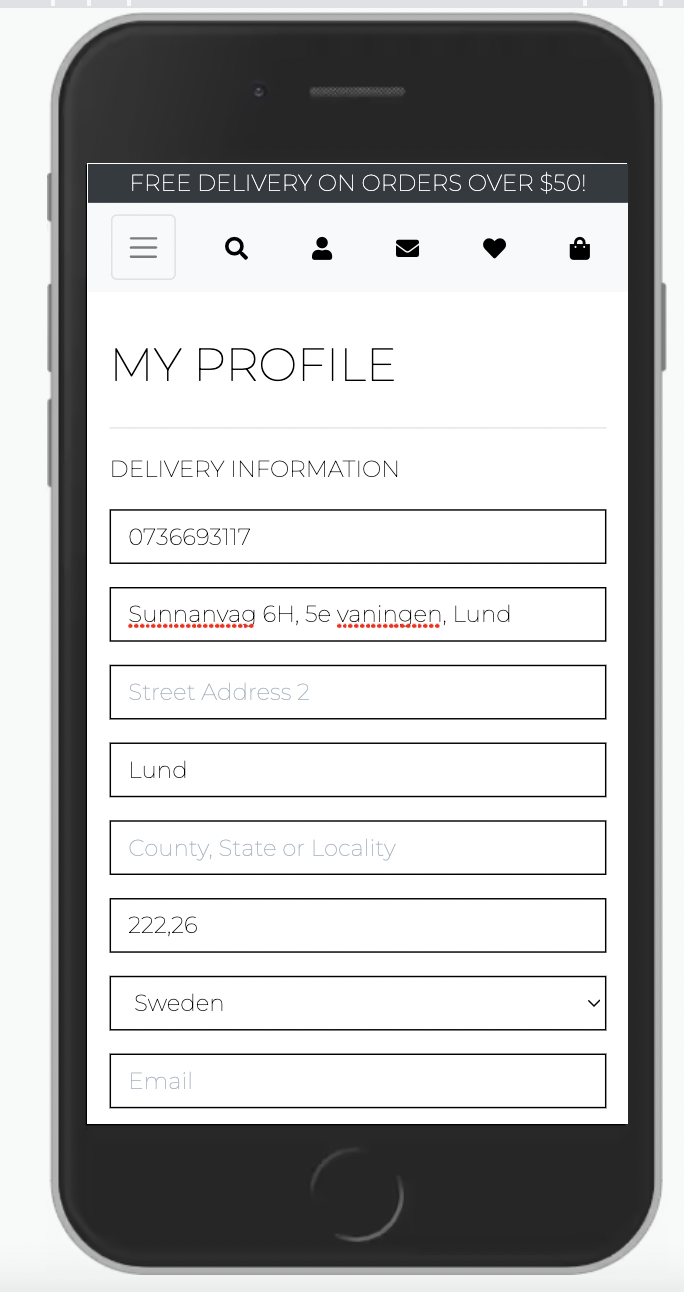 FREE DELIVERY ON ORDERS OVER $50!
MY PROFILE
DELIVERY INFORMATION
0736693117
Sunnanvag 6H, 5e vaningen, Lund
Street Address 2
Lund
County, State or Locality
222,26
Sweden
Email